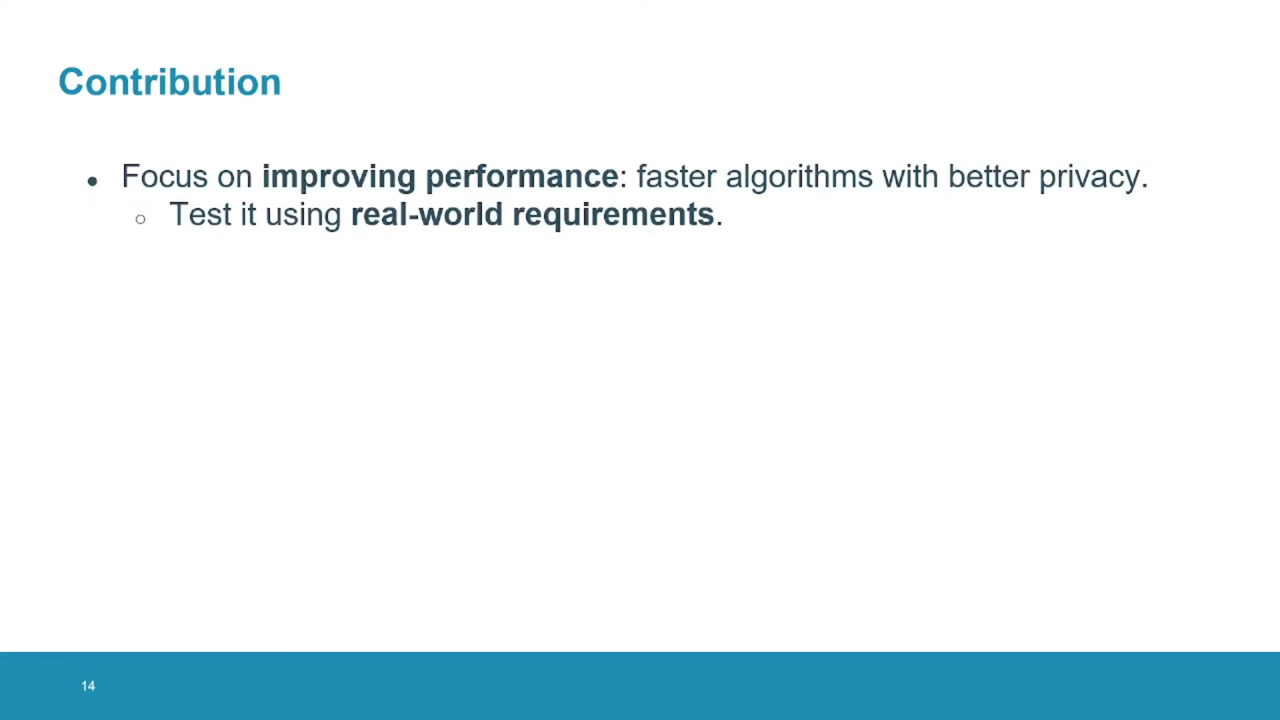 Contribution
● Focus on improving performance: faster algorithms with better privacy.
○ Test it using real-world requirements.
14